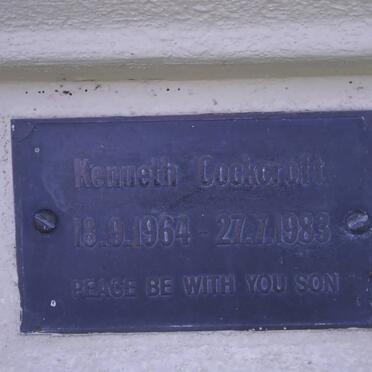 Kenneth Cockcroft
18.9.1964 - 27.7.1983
PEACE BE WITH YOU SON